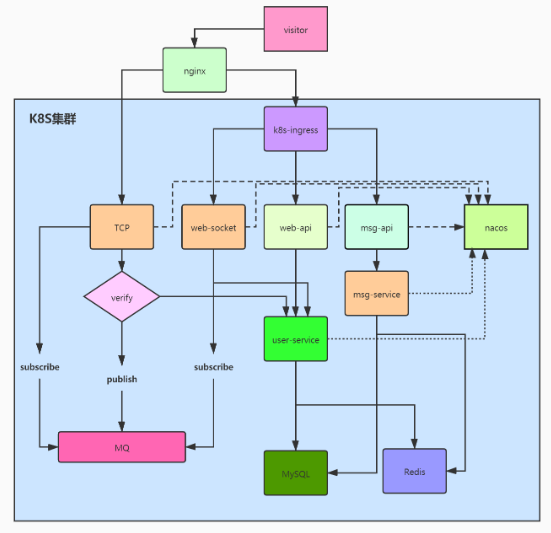 visitor
nginx
K8S集群
k8s-ingress
TCP
web-socket
web-api
msg-api
nacos
verify
msg-service
user-service
subscribe
publish
subscribe
MQ
MySQL
Redis